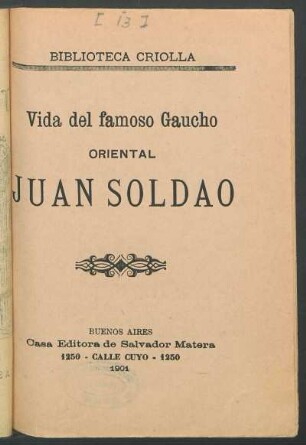 [ 13 ]
BIBLIOTECA CRIOLLA
Vida del famoso Gaucho
ORIENTAL
JUAN SOLDAO
BUENOS AIRES
Casa Editora de Salvador Matera
1250 - CALLE CUYO - 1250
1901